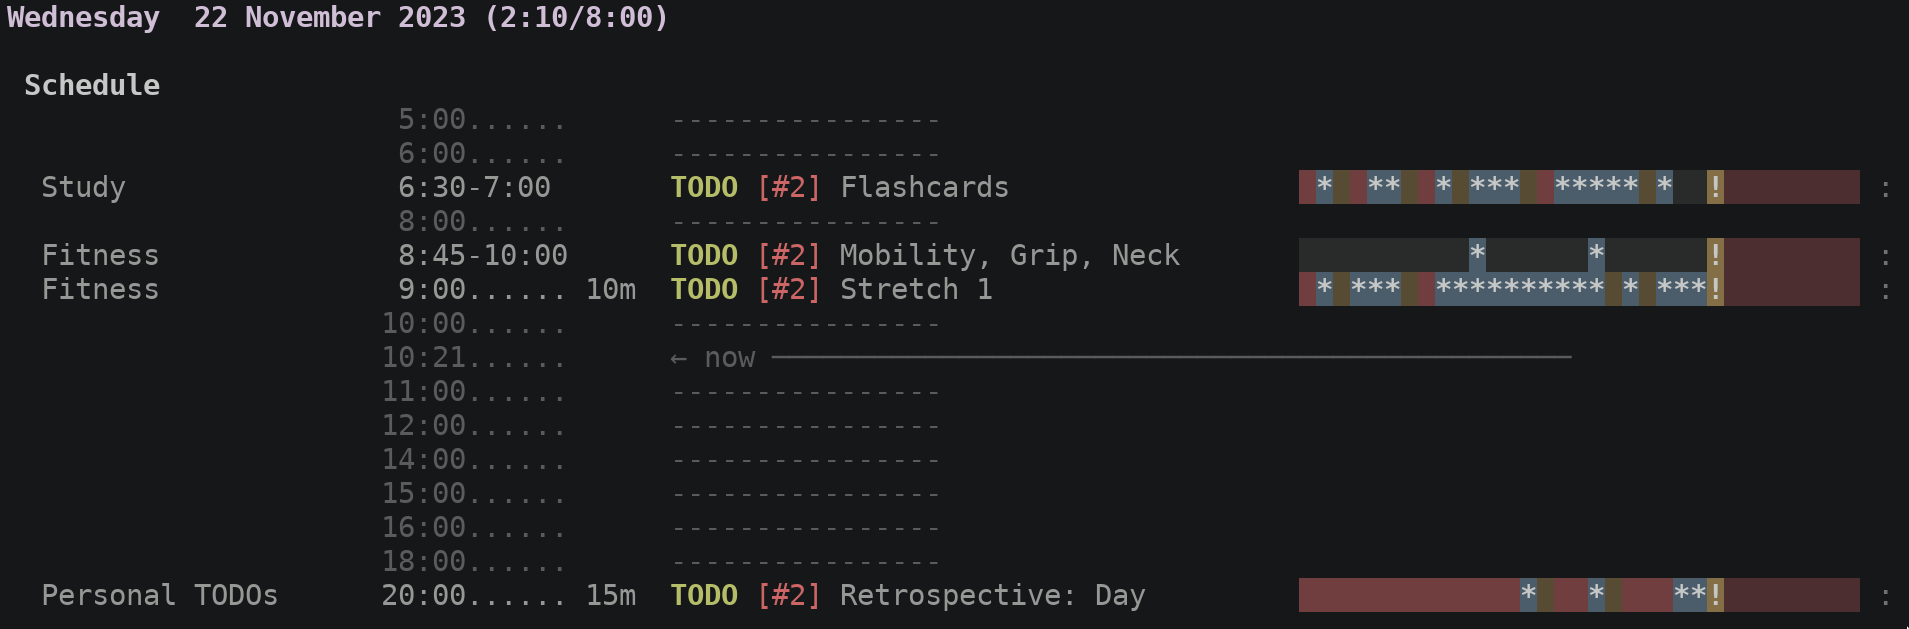 Wednesday  22 November 2023 (2:10/8:00)
Schedule
5:00...... ----------------
6:00...... ----------------
Study 6:30-7:00 TODO [#2] Flashcards * ** * *** ***** * ! :
8:00...... ----------------
Fitness 8:45-10:00 TODO [#2] Mobility, Grip, Neck * * ! :
Fitness 9:00...... 10m TODO [#2] Stretch 1 * *** ********** * ***! :
10:00...... ----------------
10:21...... ← now ───────────────────────────────────────────────
11:00...... ----------------
12:00...... ----------------
14:00...... ----------------
15:00...... ----------------
16:00...... ----------------
18:00...... ----------------
Personal TODOs 20:00...... 15m TODO [#2] Retrospective: Day * * **! :